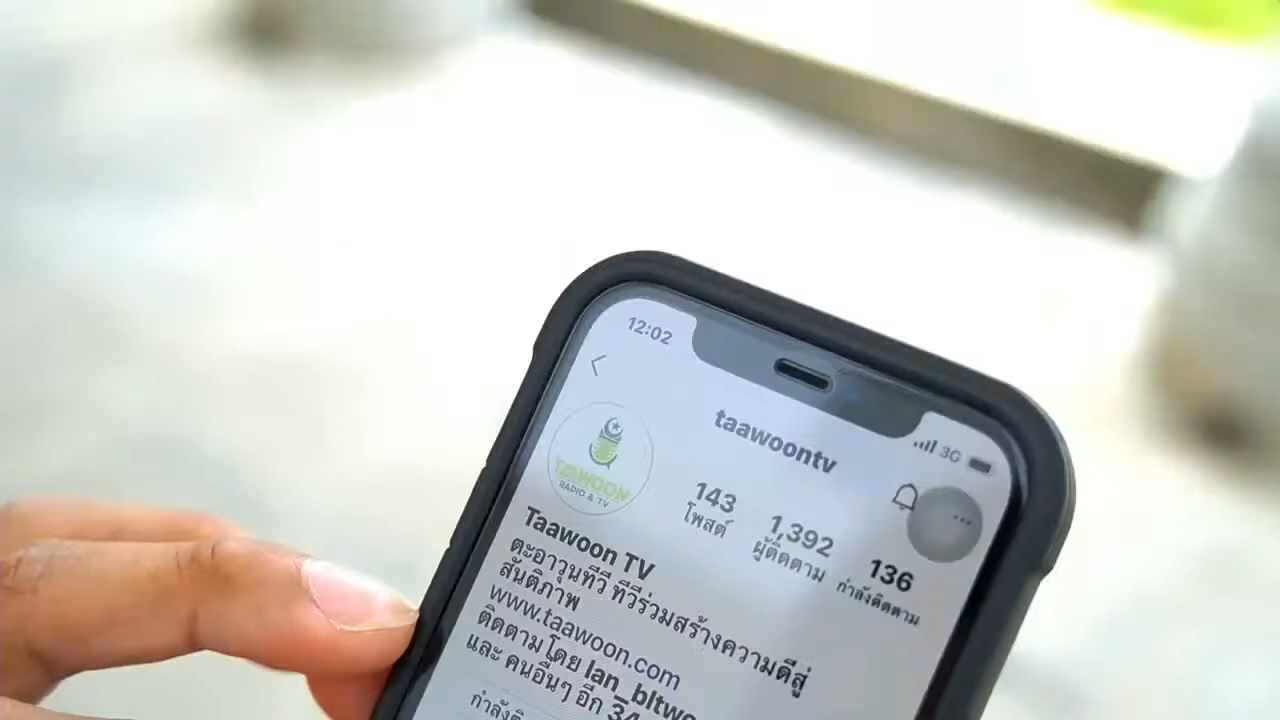 12:02
3G
taawoontv
TAAWOON
RADIO & TV
143
โพสต์
1,392
ผู้ติดตาม
136
กำลังติดตาม
Taawoon TV
ตะอาวุนทีวี ทีวีร่วมสร้างความดีสู่
สันติภาพ
www.taawoon.com
ติดตามโดย
และ คนอื่นๆ อีก